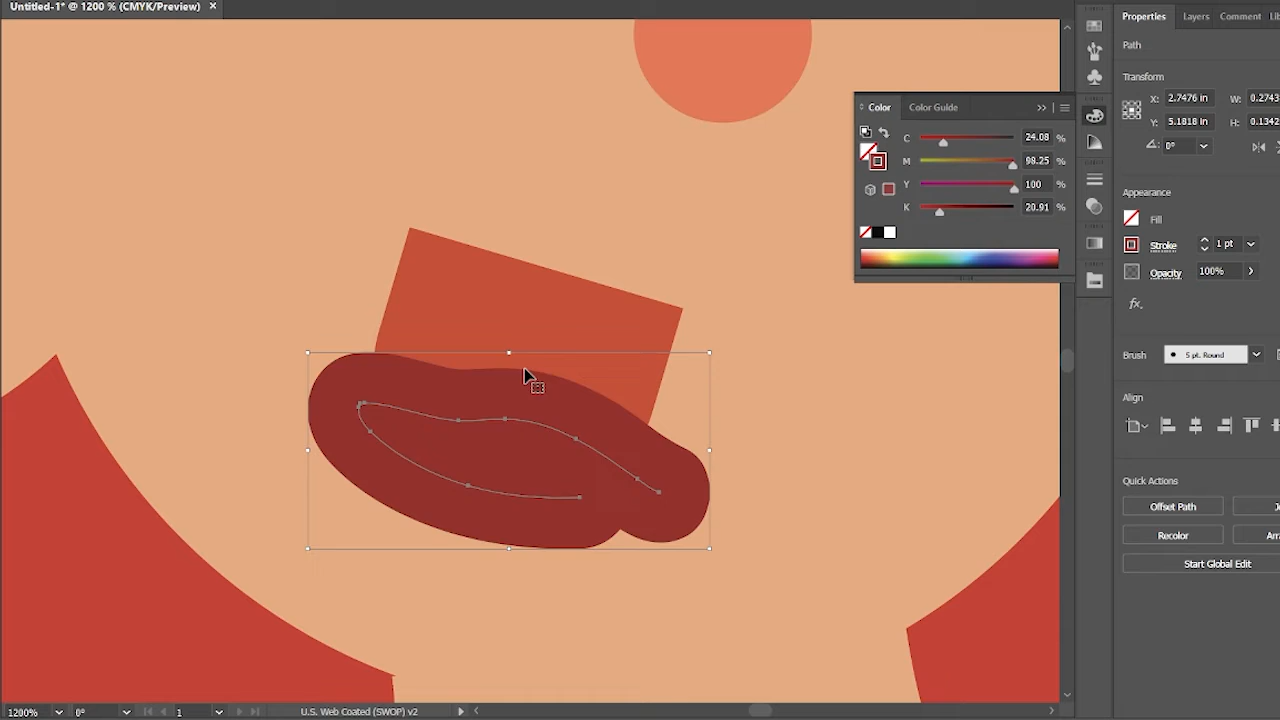 Untitled-1* @ 1200 % (CMYK/Preview) ×
Properties Layers Comment
Path
Transform
X: 2.7476 in W: 0.2743
Y: 5.1818 in H: 0.1342
0°
Color Color Guide
C 24.08 %
M 98.25 %
Y 100 %
K 20.91 %
Appearance
Fill
Stroke 1 pt
Opacity 100%
fx.
Brush 5 pt. Round
Align
Quick Actions
Offset Path
Recolor
Start Global Edit
1200% 0° 1 U.S. Web Coated (SWOP) v2